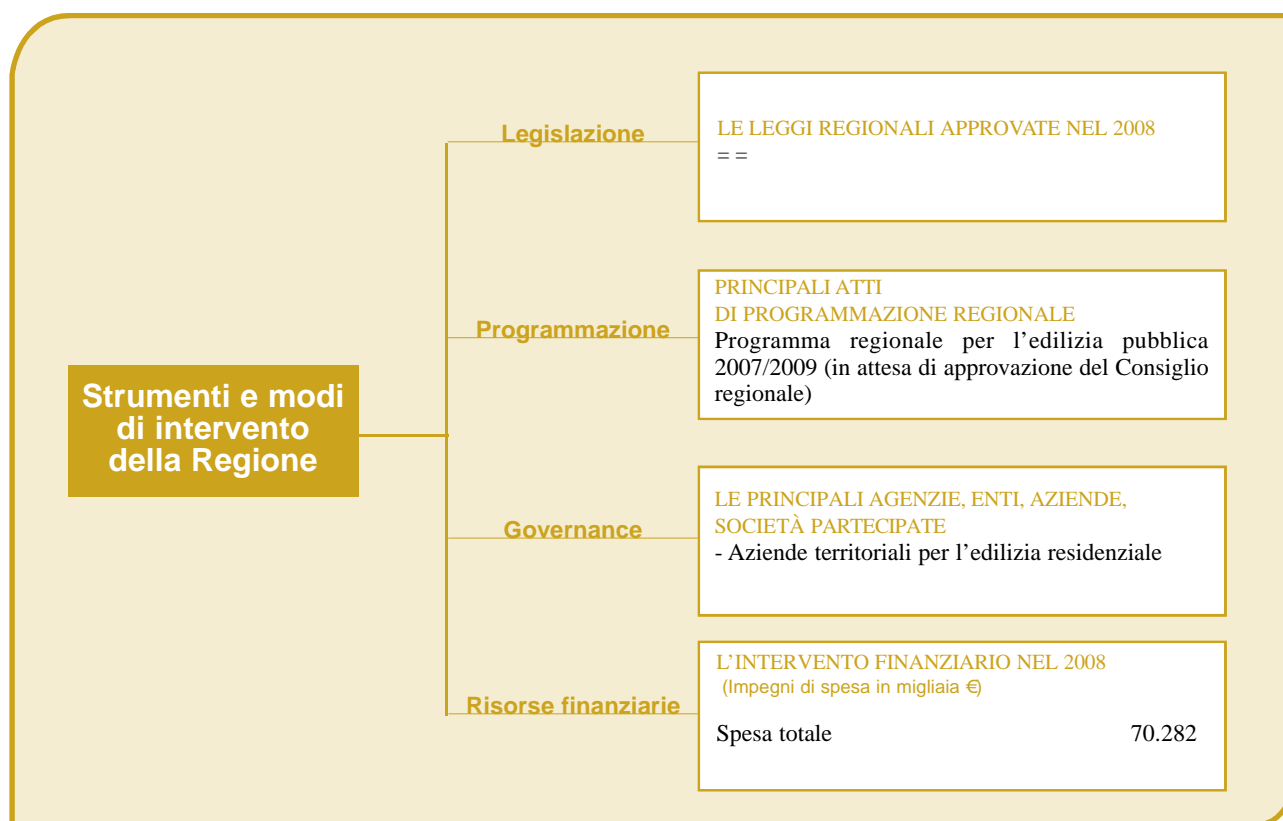 Strumenti e modi
di intervento
della Regione
Legislazione
LE LEGGI REGIONALI APPROVATE NEL 2008
= =
Programmazione
PRINCIPALI ATTI
DI PROGRAMMAZIONE REGIONALE
Programma regionale per l’edilizia pubblica
2007/2009 (in attesa di approvazione del Consiglio
regionale)
Governance
LE PRINCIPALI AGENZIE, ENTI, AZIENDE,
SOCIETÀ PARTECIPATE
- Aziende territoriali per l’edilizia residenziale
Risorse finanziarie
L’INTERVENTO FINANZIARIO NEL 2008
(Impegni di spesa in migliaia €)
Spesa totale 70.282